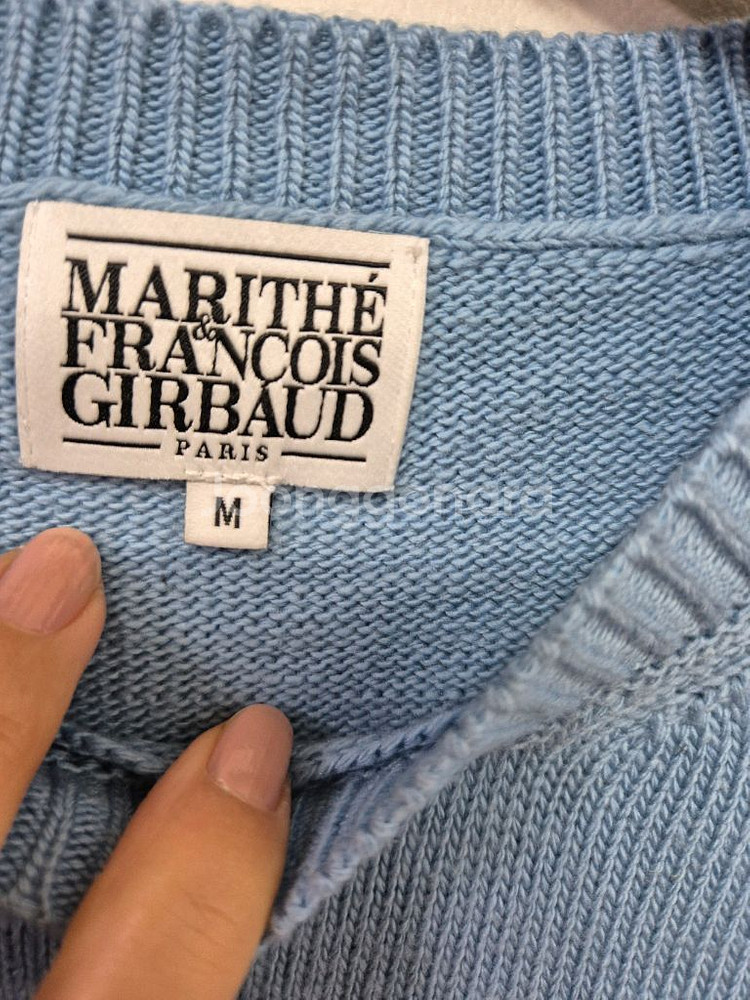 MARITHÉ
&
FRANCOIS
GIRBAUD
PARIS
M